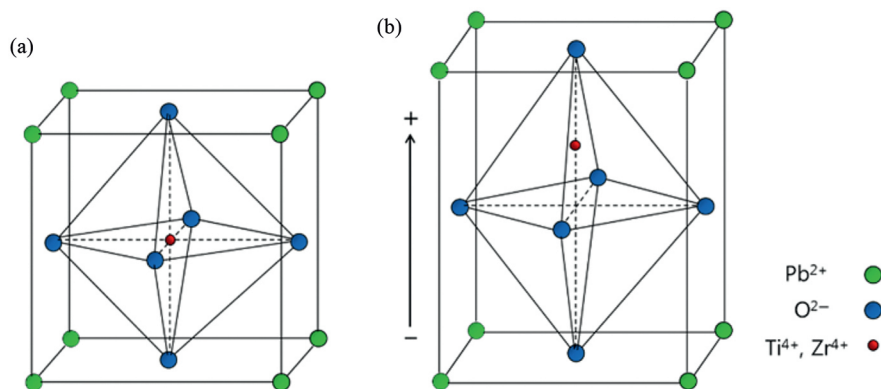 (a)
(b)
+
−
Pb²⁺
O²⁻
Ti⁴⁺, Zr⁴⁺